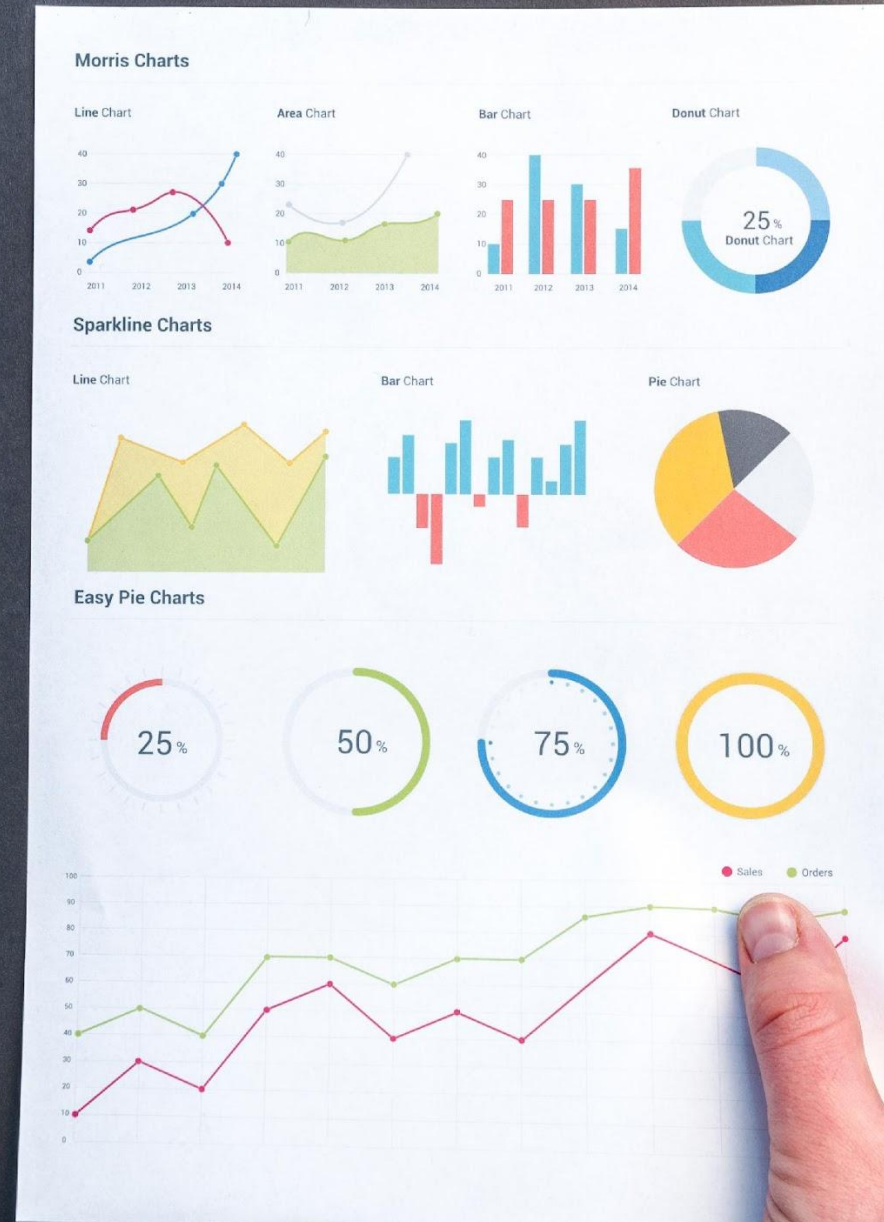 Morris Charts
Line Chart
Area Chart
Bar Chart
Donut Chart
40
30
20
10
0
2011 2012 2013 2014
40
30
20
10
0
2011 2012 2013 2014
40
30
20
10
0
2011 2012 2013 2014
25%
Donut Chart
Sparkline Charts
Line Chart
Bar Chart
Pie Chart
Easy Pie Charts
25%
50%
75%
100%
Sales Orders
100
90
80
70
60
50
40
30
20
10
0